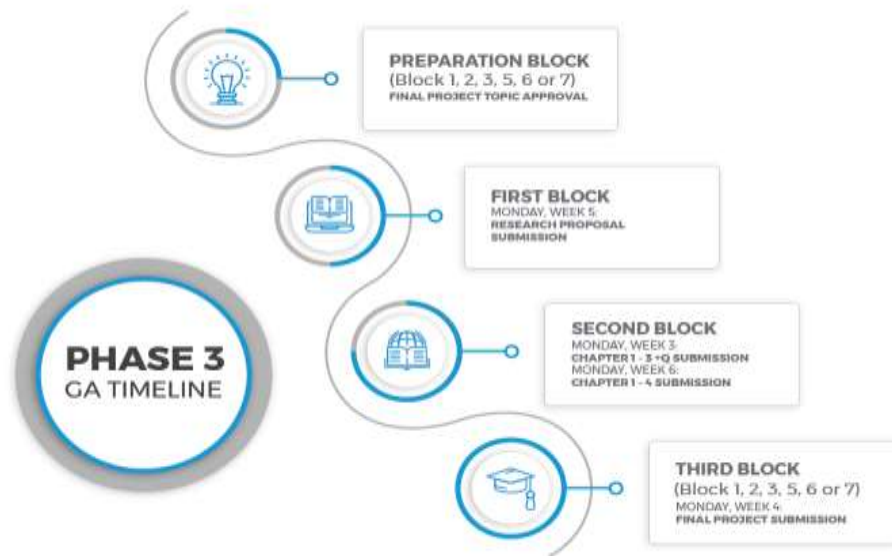 PREPARATION BLOCK
(Block 1, 2, 3, 5, 6 or 7)
FINAL PROJECT TOPIC APPROVAL
FIRST BLOCK
MONDAY, WEEK 5:
RESEARCH PROPOSAL
SUBMISSION
PHASE 3
GA TIMELINE
SECOND BLOCK
MONDAY, WEEK 3:
CHAPTER 1 - 3 +Q SUBMISSION
MONDAY, WEEK 6:
CHAPTER 1 - 4 SUBMISSION
THIRD BLOCK
(Block 1, 2, 3, 5, 6 or 7)
MONDAY, WEEK 4:
FINAL PROJECT SUBMISSION